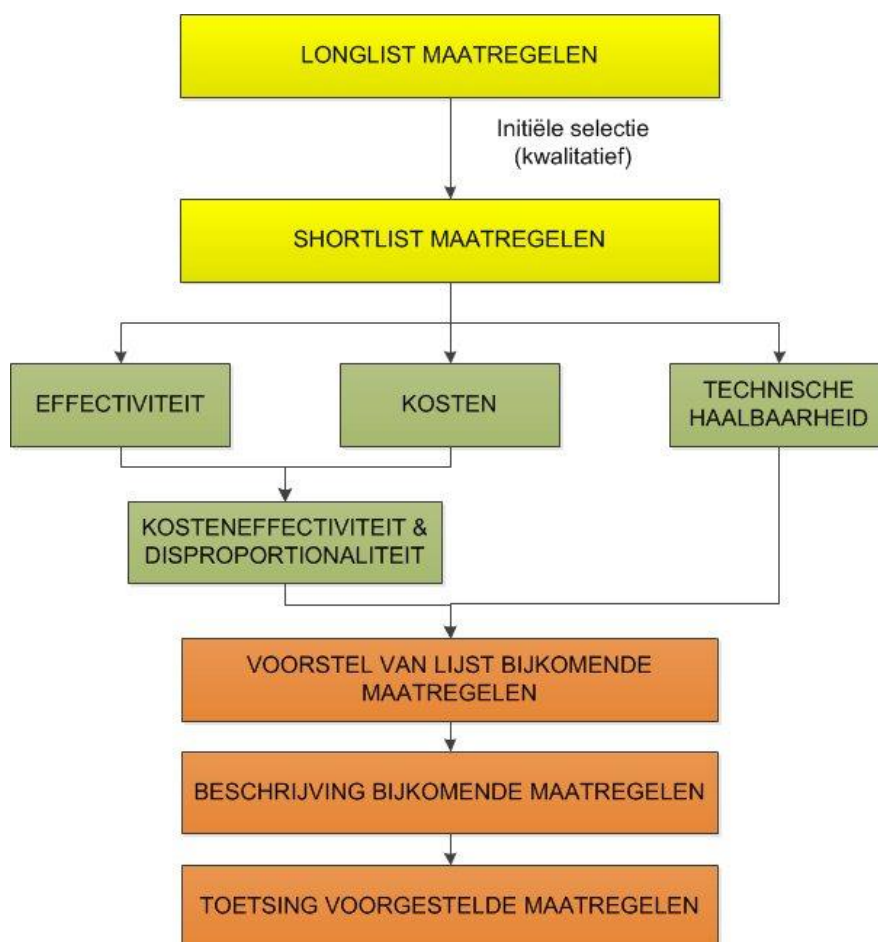 LONGLIST MAATREGELEN
Initiële selectie
(kwalitatief)
SHORTLIST MAATREGELEN
EFFECTIVITEIT
KOSTEN
TECHNISCHE
HAALBAARHEID
KOSTENEFFECTIVITEIT &
DISPROPORTIONALITEIT
VOORSTEL VAN LIJST BIJKOMENDE
MAATREGELEN
BESCHRIJVING BIJKOMENDE MAATREGELEN
TOETSING VOORGESTELDE MAATREGELEN